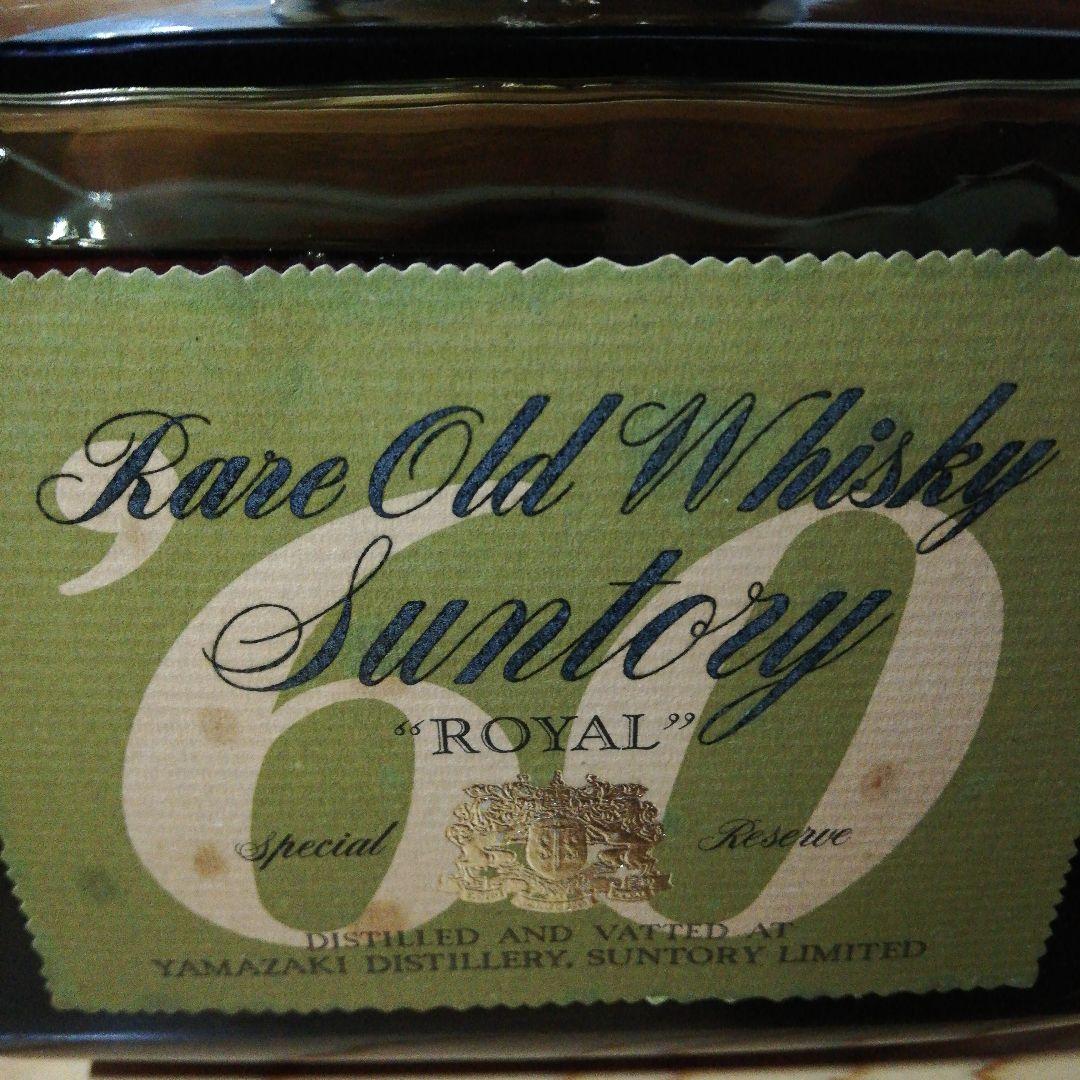 Rare Old Whisky
'60
Suntory
“ROYAL”
Special Reserve
DISTILLED AND VATTED AT
YAMAZAKI DISTILLERY, SUNTORY LIMITED